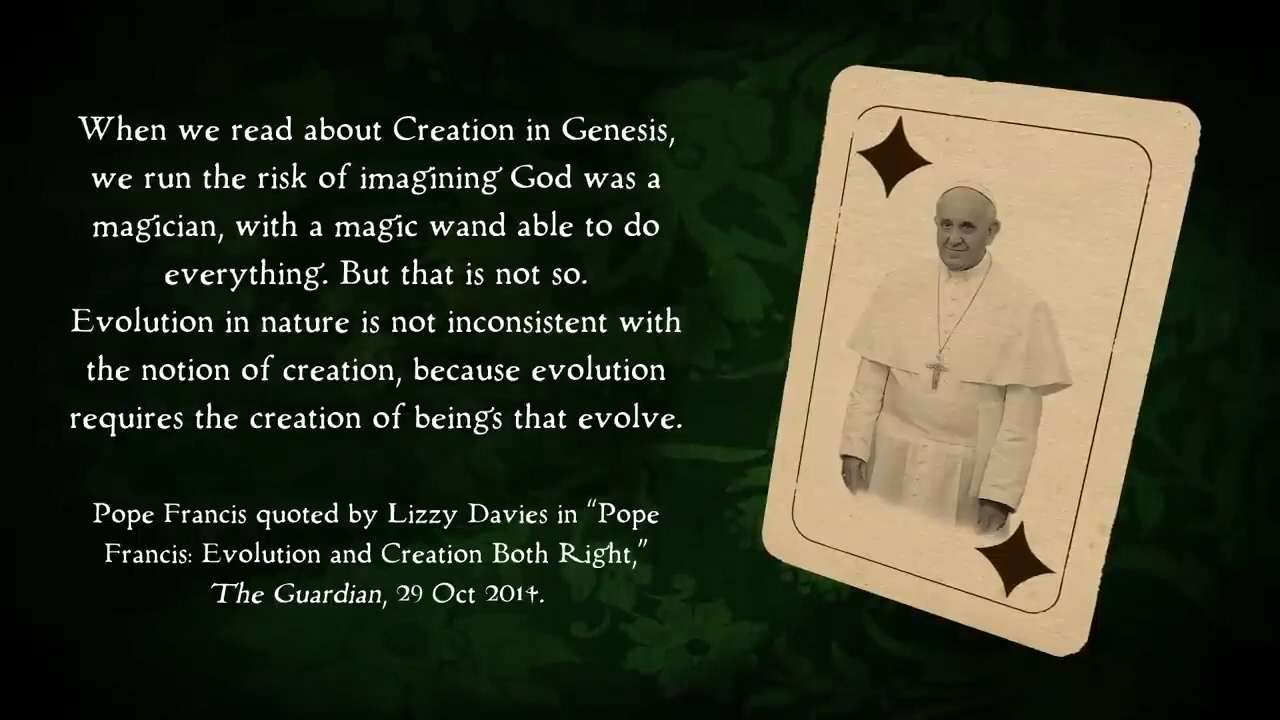 When we read about Creation in Genesis,
we run the risk of imagining God was a
magician, with a magic wand able to do
everything. But that is not so.
Evolution in nature is not inconsistent with
the notion of creation, because evolution
requires the creation of beings that evolve.
Pope Francis quoted by Lizzy Davies in “Pope
Francis: Evolution and Creation Both Right,”
The Guardian, 29 Oct 2014.